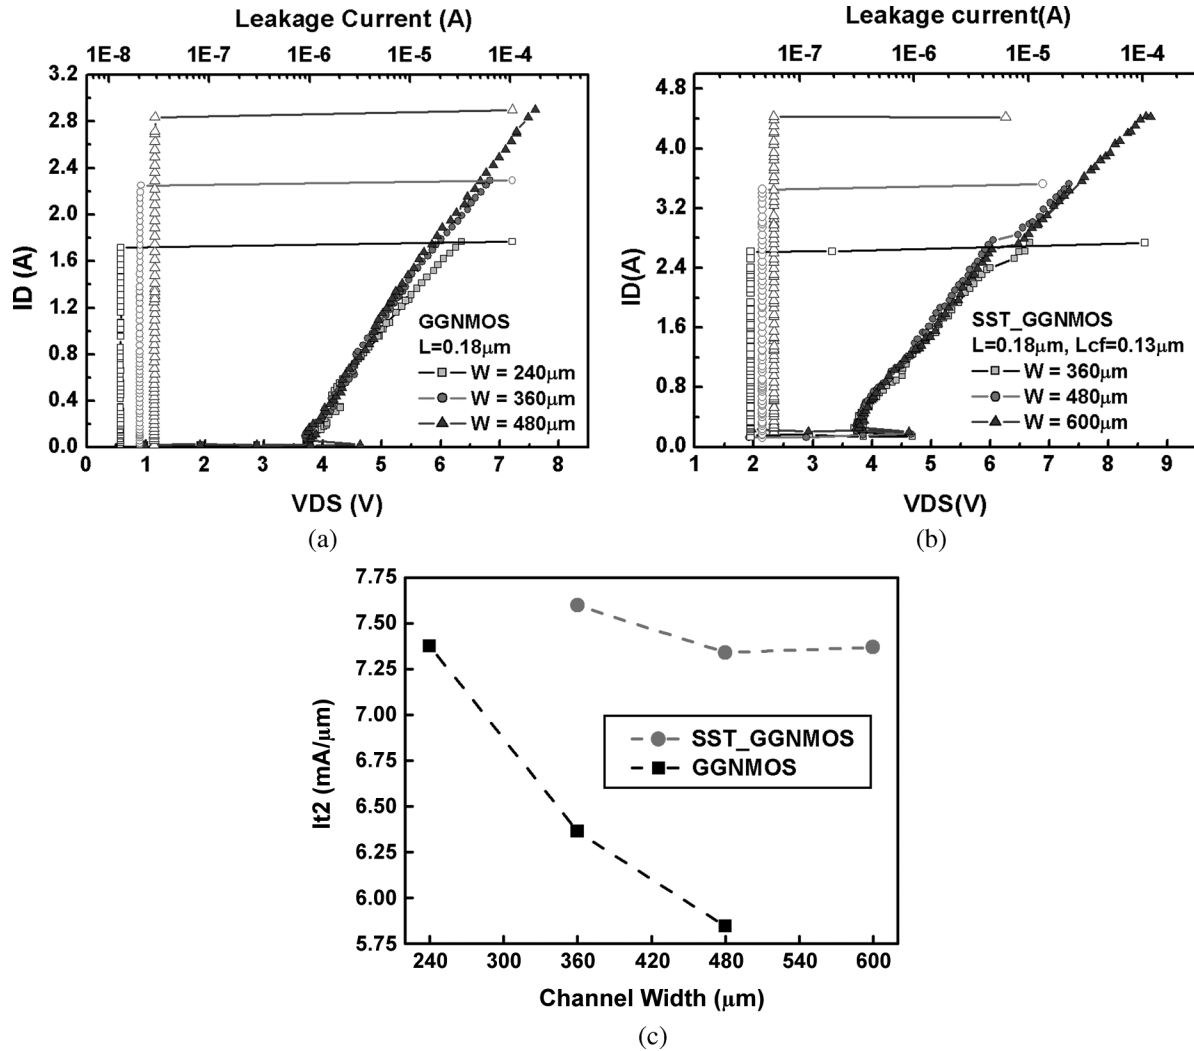 Leakage Current (A)
1E-8 1E-7 1E-6 1E-5 1E-4
3.2
2.8
2.4
2.0
1.6
1.2
0.8
0.4
0.0
ID (A)
GGNMOS
L=0.18μm
W = 240μm
W = 360μm
W = 480μm
0 1 2 3 4 5 6 7 8
VDS (V)
(a)
Leakage current(A)
1E-7 1E-6 1E-5 1E-4
4.8
4.0
3.2
2.4
1.6
0.8
0.0
ID(A)
SST_GGNMOS
L=0.18μm, Lcf=0.13μm
W = 360μm
W = 480μm
W = 600μm
1 2 3 4 5 6 7 8 9
VDS(V)
(b)
7.75
7.50
7.25
7.00
6.75
6.50
6.25
6.00
5.75
It2 (mA/μm)
SST_GGNMOS
GGNMOS
240 300 360 420 480 540 600
Channel Width (μm)
(c)